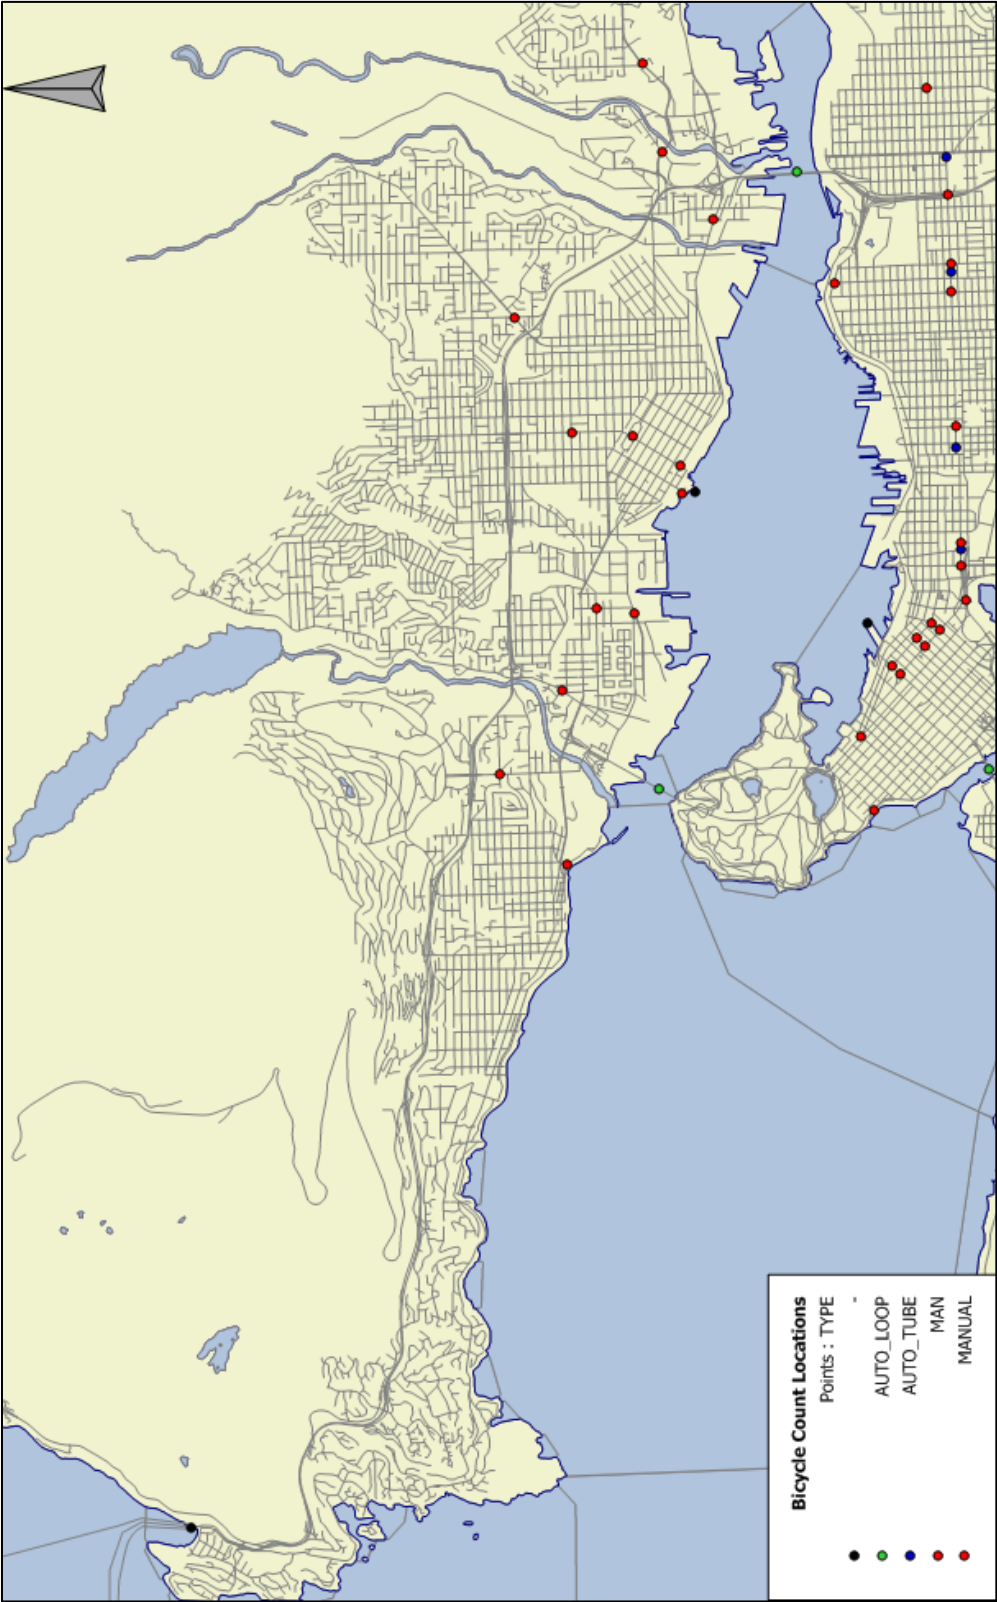 Bicycle Count Locations
Points : TYPE
-
AUTO_LOOP
AUTO_TUBE
MAN
MANUAL